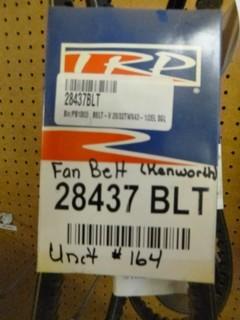 TRP
28437BLT
Fan Belt (Kenworth)
28437 BLT
Unit # 164